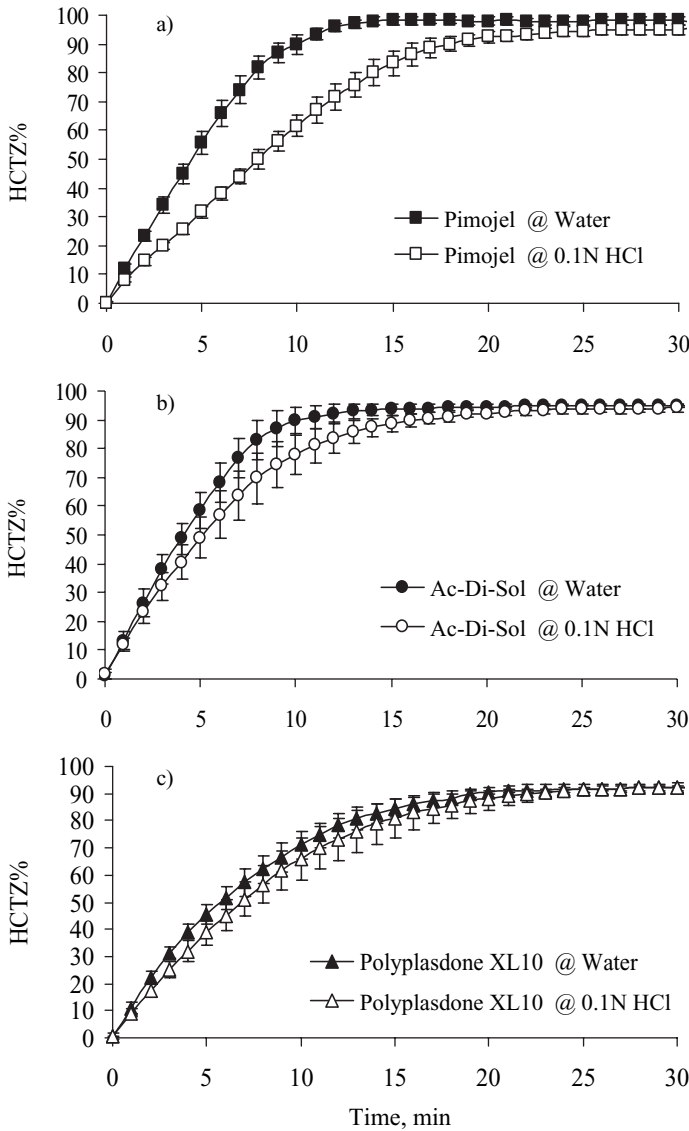 a)
HCTZ%
100
90
80
70
60
50
40
30
20
10
0
Pimojel @ Water
Pimojel @ 0.1N HCl
0 5 10 15 20 25 30
b)
HCTZ%
100
90
80
70
60
50
40
30
20
10
0
Ac-Di-Sol @ Water
Ac-Di-Sol @ 0.1N HCl
0 5 10 15 20 25 30
c)
HCTZ%
100
90
80
70
60
50
40
30
20
10
0
Polyplasdone XL10 @ Water
Polyplasdone XL10 @ 0.1N HCl
0 5 10 15 20 25 30
Time, min